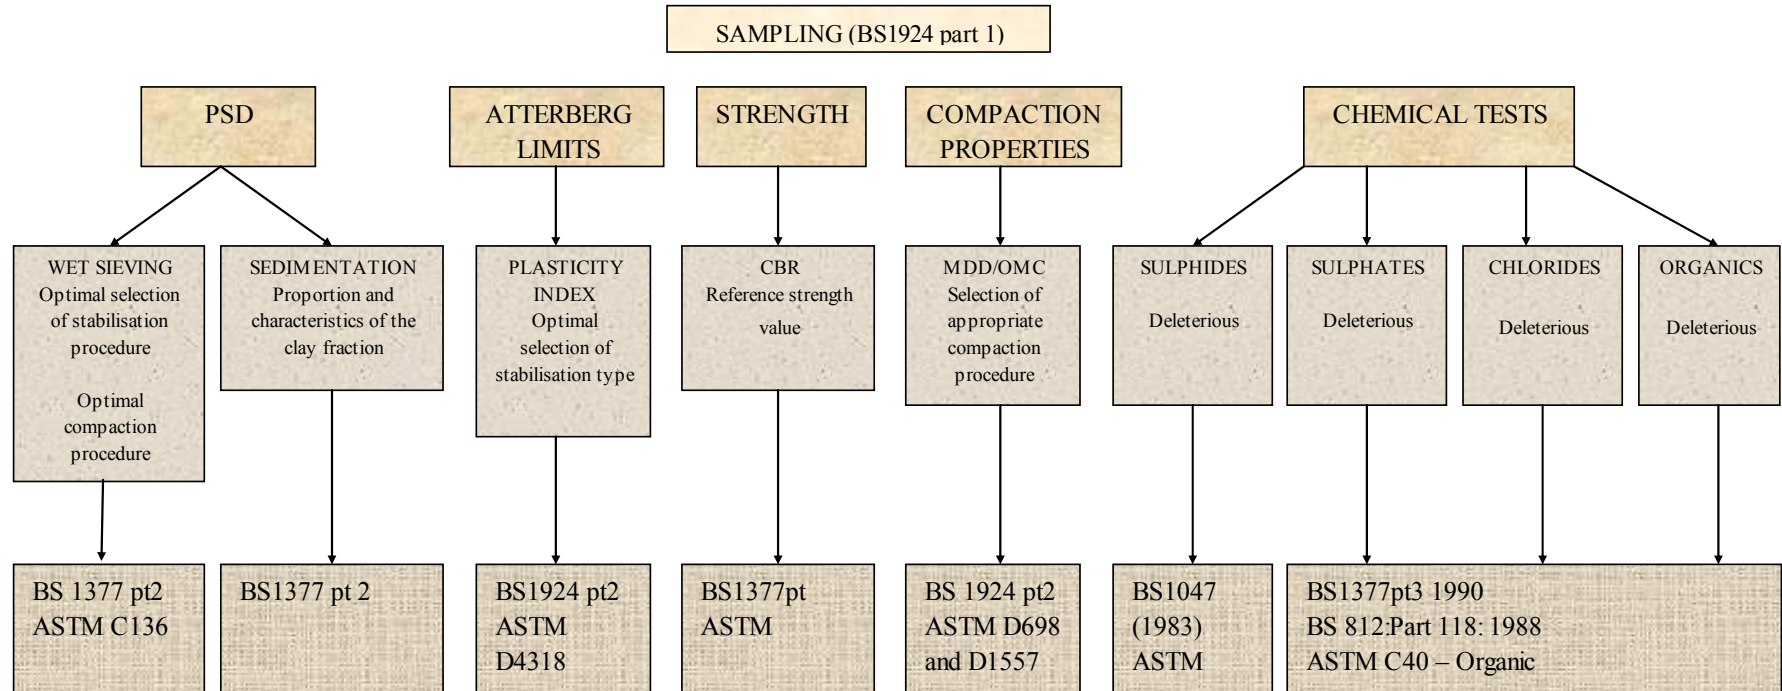 SAMPLING (BS1924 part 1)
PSD
ATTERBERG
LIMITS
STRENGTH
COMPACTION
PROPERTIES
CHEMICAL TESTS
WET SIEVING
Optimal selection
of stabilisation
procedure
Optimal
compaction
procedure
SEDIMENTATION
Proportion and
characteristics of the
clay fraction
PLASTICITY
INDEX
Optimal
selection of
stabilisation type
CBR
Reference strength
value
MDD/OMC
Selection of
appropriate
compaction
procedure
SULPHIDES
Deleterious
SULPHATES
Deleterious
CHLORIDES
Deleterious
ORGANICS
Deleterious
BS 1377 pt2
ASTM C136
BS1377 pt 2
BS1924 pt2
ASTM
D4318
BS1377pt
ASTM
BS 1924 pt2
ASTM D698
and D1557
BS1047
(1983)
ASTM
BS1377pt3 1990
BS 812:Part 118: 1988
ASTM C40 – Organic